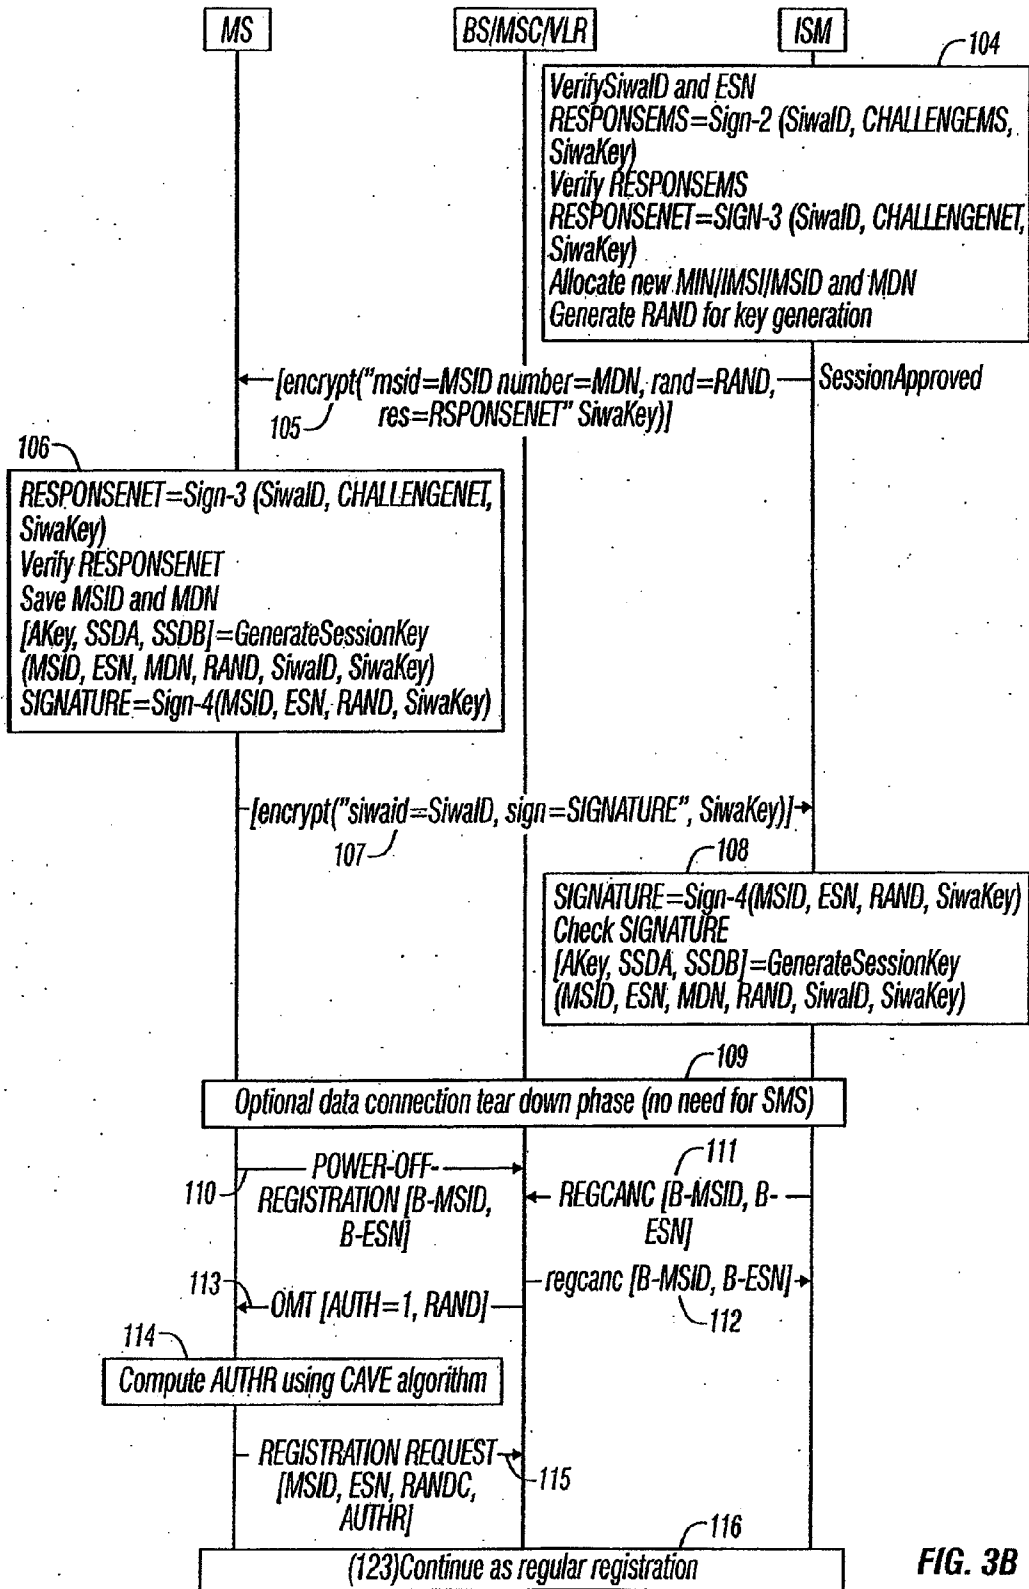 MS
BS/MSC/VLR
ISM
104
VerifySiwaID and ESN
RESPONSEMS=Sign-2 (SiwaID, CHALLENGEMS,
SiwaKey)
Verify RESPONSEMS
RESPONSENET=SIGN-3 (SiwaID, CHALLENGENET,
SiwaKey)
Allocate new MIN/IMSI/MSID and MDN
Generate RAND for key generation
[encrypt("msid=MSID number=MDN, rand=RAND,
res=RSPONSENET" SiwaKey)]
SessionApproved
105
106
RESPONSENET=Sign-3 (SiwaID, CHALLENGENET,
SiwaKey)
Verify RESPONSENET
Save MSID and MDN
[AKey, SSDA, SSDB]=GenerateSessionKey
(MSID, ESN, MDN, RAND, SiwaID, SiwaKey)
SIGNATURE=Sign-4(MSID, ESN, RAND, SiwaKey)
[encrypt("siwaid=SiwaID, sign=SIGNATURE", SiwaKey)]
107
108
SIGNATURE=Sign-4(MSID, ESN, RAND, SiwaKey)
Check SIGNATURE
[AKey, SSDA, SSDB]=GenerateSessionKey
(MSID, ESN, MDN, RAND, SiwaID, SiwaKey)
109
Optional data connection tear down phase (no need for SMS)
110
POWER-OFF-
REGISTRATION [B-MSID,
B-ESN]
111
REGCANC [B-MSID, B-
ESN]
regcanc [B-MSID, B-ESN]
112
113
OMT [AUTH=1, RAND]
114
Compute AUTHR using CAVE algorithm
REGISTRATION REQUEST
[MSID, ESN, RANDC,
AUTHR]
115
116
(123)Continue as regular registration
FIG. 3B